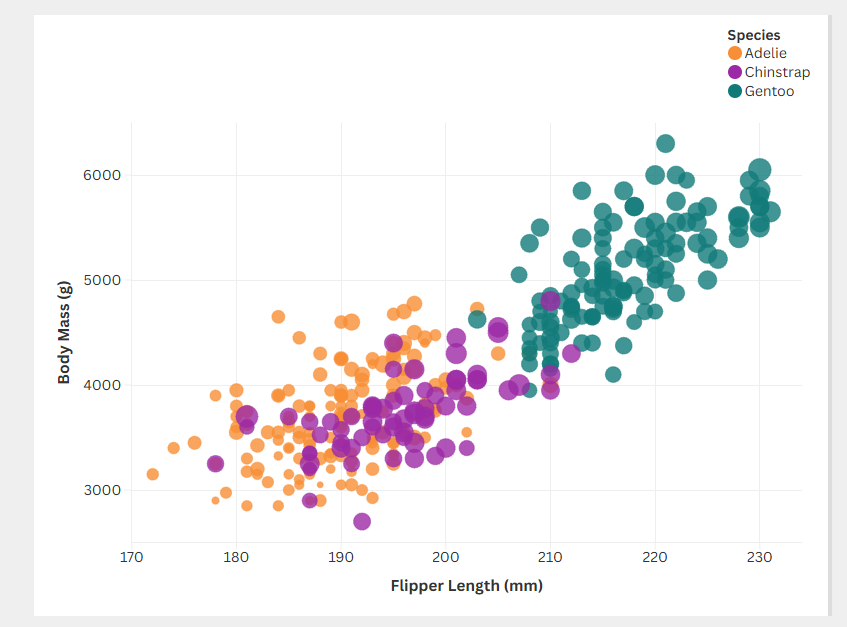 Species
Adelie
Chinstrap
Gentoo
6000
5000
4000
3000
Body Mass (g)
170 180 190 200 210 220 230
Flipper Length (mm)